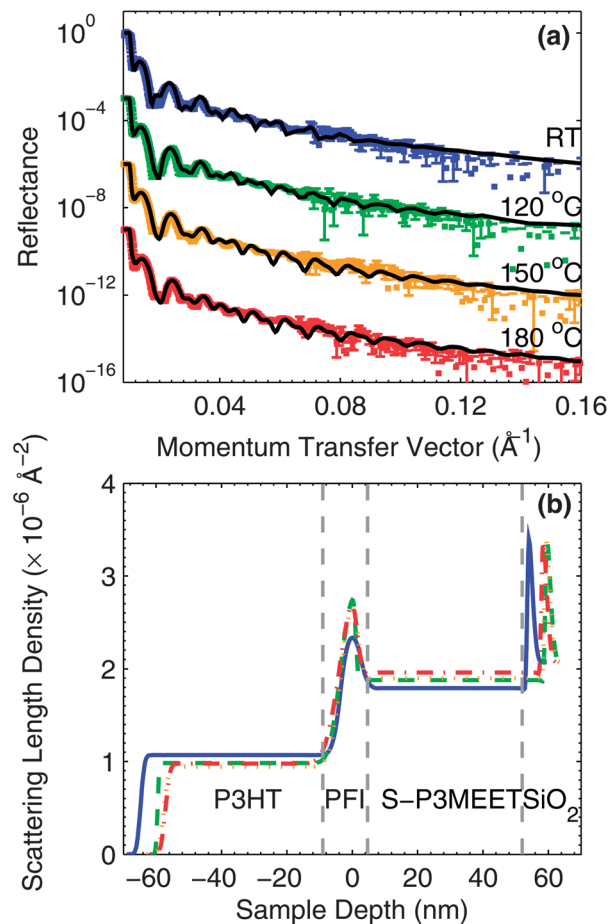 10⁰
(a)
10⁻⁴
RT
10⁻⁸
120 °C
150 °C
10⁻¹²
180 °C
10⁻¹⁶
Reflectance
0.04 0.08 0.12 0.16
Momentum Transfer Vector (Å⁻¹)
4
(b)
3
2
1
0
Scattering Length Density (× 10⁻⁶ Å⁻²)
P3HT PFI S−P3MEET SiO₂
−60 −40 −20 0 20 40 60
Sample Depth (nm)